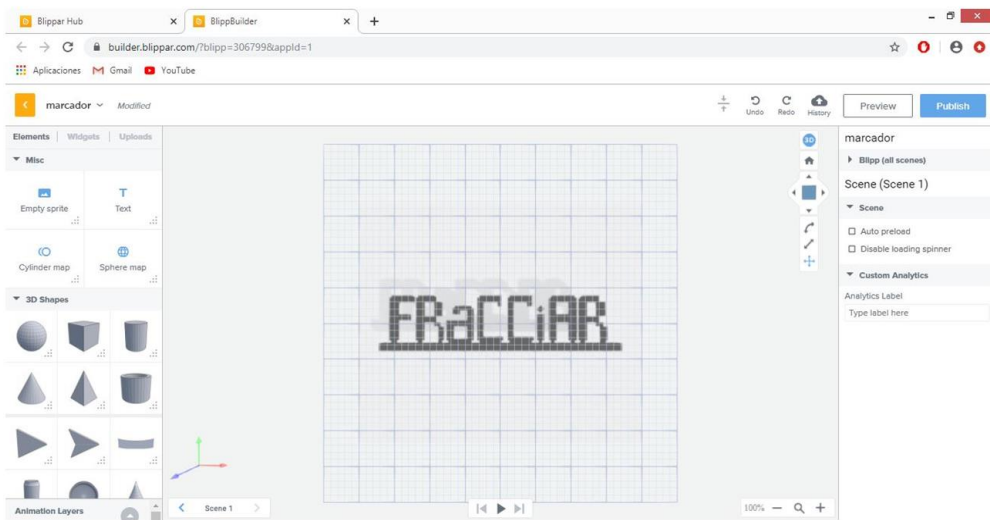 Blippar Hub
BlippBuilder
builder.blippar.com/?blipp=306799&appId=1
Aplicaciones Gmail YouTube
marcador Modified
Undo Redo History Preview Publish
Elements Widgets Uploads
Misc
Empty sprite Text
Cylinder map Sphere map
3D Shapes
Animation Layers
3D
FRaCCiAR
Scene 1
100%
marcador
Blipp (all scenes)
Scene (Scene 1)
Scene
Auto preload
Disable loading spinner
Custom Analytics
Analytics Label
Type label here